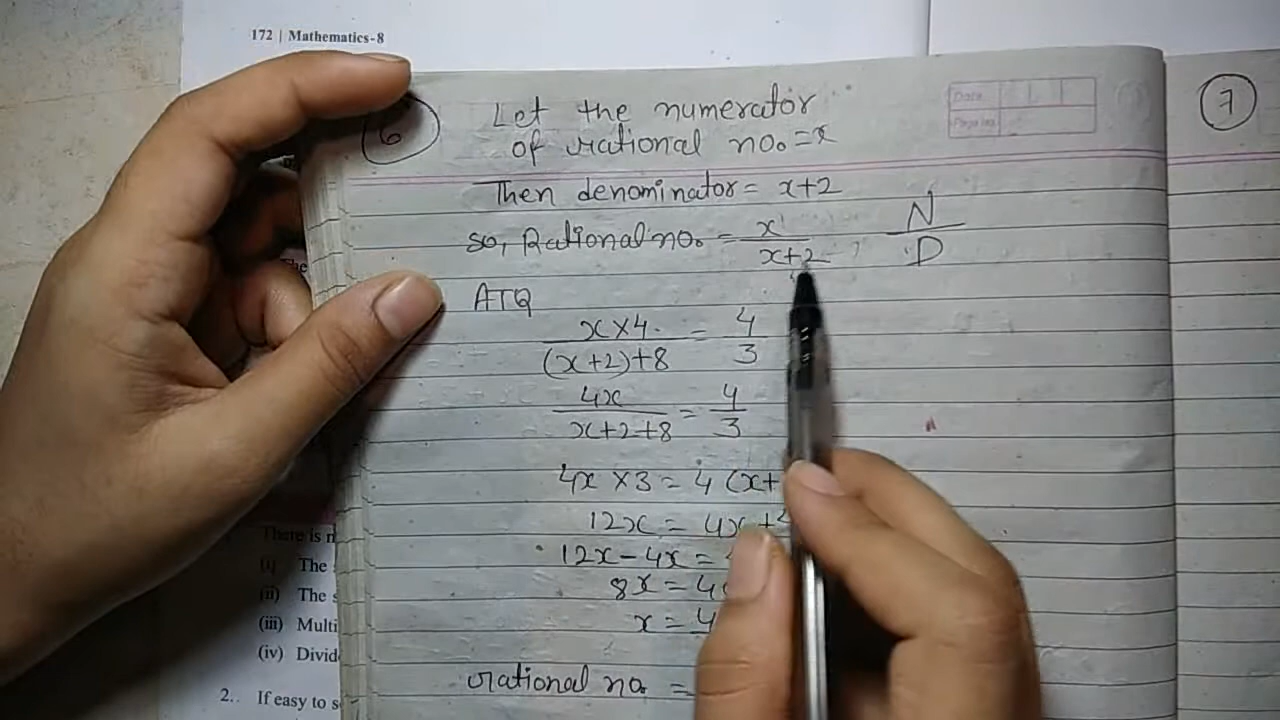 172 | Mathematics-8
6
Let the numerator
of rational no. = x
Date
Page No.
7
Then denominator = x+2
so, Rational no. = x/x+2
N/D
ATQ
x×4/(x+2)+8 = 4/3
4x/x+2+8 = 4/3
4x×3 = 4(x+
12x = 4x+
12x-4x =
8x = 4
x = 4
rational no. =
There is
(i) The
(ii) The
(iii) Multi
(iv) Divid
2. If easy to